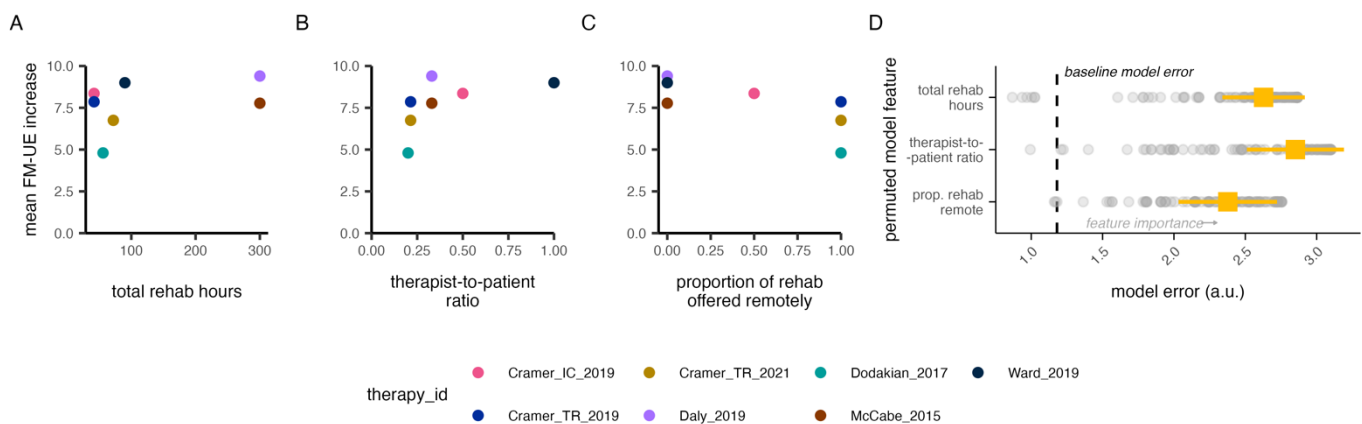 A
mean FM-UE increase
10.0
7.5
5.0
2.5
0.0
100
200
300
total rehab hours
B
10.0
7.5
5.0
2.5
0.0
0.00
0.25
0.50
0.75
1.00
therapist-to-patient
ratio
C
10.0
7.5
5.0
2.5
0.0
0.00
0.25
0.50
0.75
1.00
proportion of rehab
offered remotely
D
permuted model feature
baseline model error
total rehab
hours
therapist-to-
-patient ratio
prop. rehab
remote
feature importance→
1.0
1.5
2.0
2.5
3.0
model error (a.u.)
therapy_id
Cramer_IC_2019
Cramer_TR_2021
Dodakian_2017
Ward_2019
Cramer_TR_2019
Daly_2019
McCabe_2015